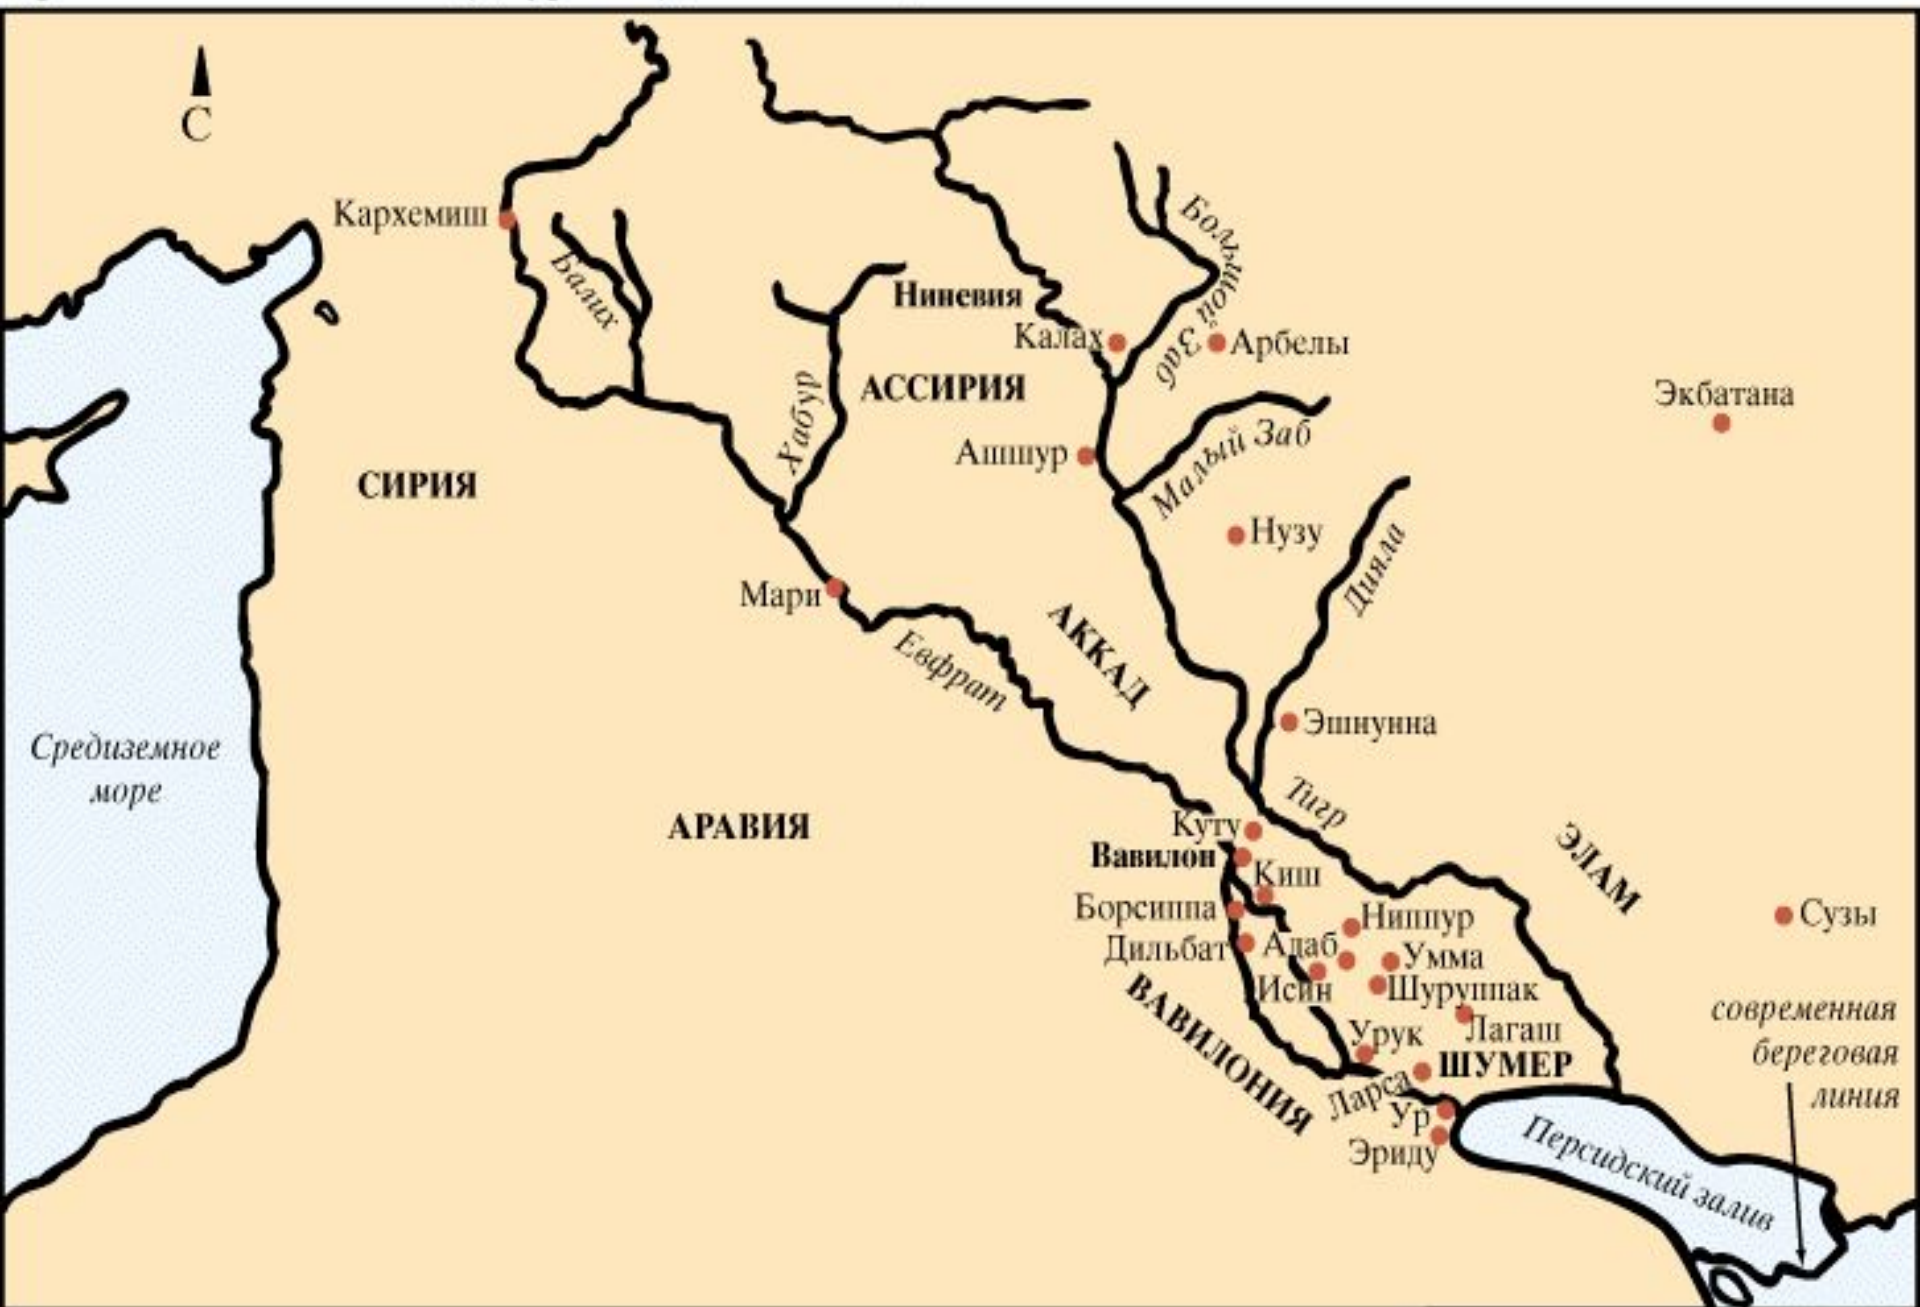 С
Кархемиш
Балих
Большой Заб
Ниневия
Калах
Арбелы
Хабур
АССИРИЯ
Экбатана
Малый Заб
Ашшур
СИРИЯ
Нузу
Дияла
Мари
АККАД
Евфрат
Эшнунна
Средиземное
море
Тигр
АРАВИЯ
Куту
Вавилон
Киш
ЭЛАМ
Борсиппа
Ниппур
Сузы
Дильбат
Адаб
Умма
Исин
Шуруппак
ВАВИЛОНИЯ
Урук
Лагаш
современная
береговая
линия
ШУМЕР
Ларса
Ур
Эриду
Персидский залив